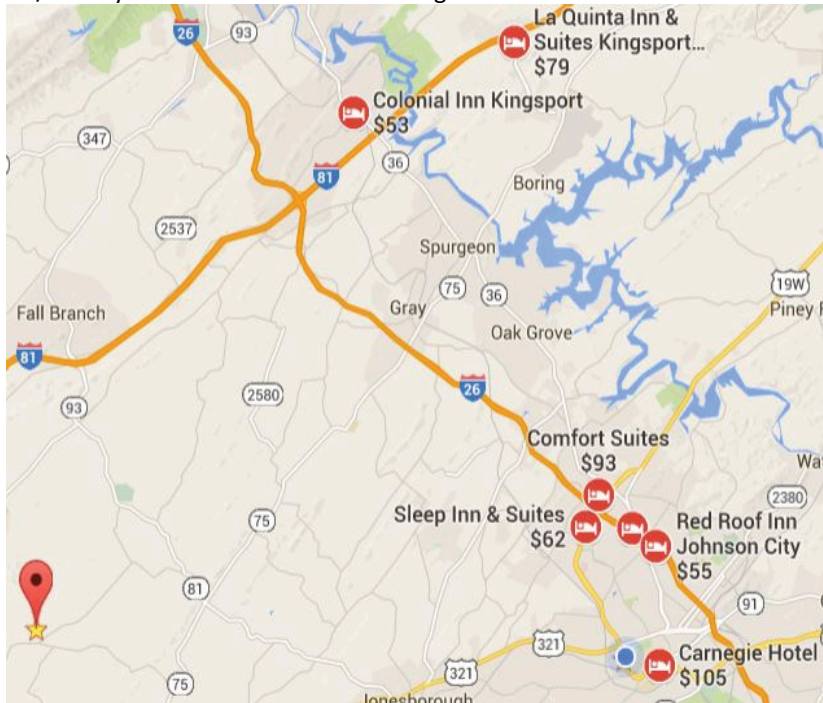 La Quinta Inn &
Suites Kingsport...
$79
26
93
Colonial Inn Kingsport
$53
347
36
81
Boring
2537
Spurgeon
19W
75
36
Fall Branch
Gray
Piney
Oak Grove
81
26
2580
93
Comfort Suites
$93
Wa
2380
Sleep Inn & Suites
$62
Red Roof Inn
Johnson City
$55
75
81
91
321
Carnegie Hotel
$105
321
75
Jonesborough